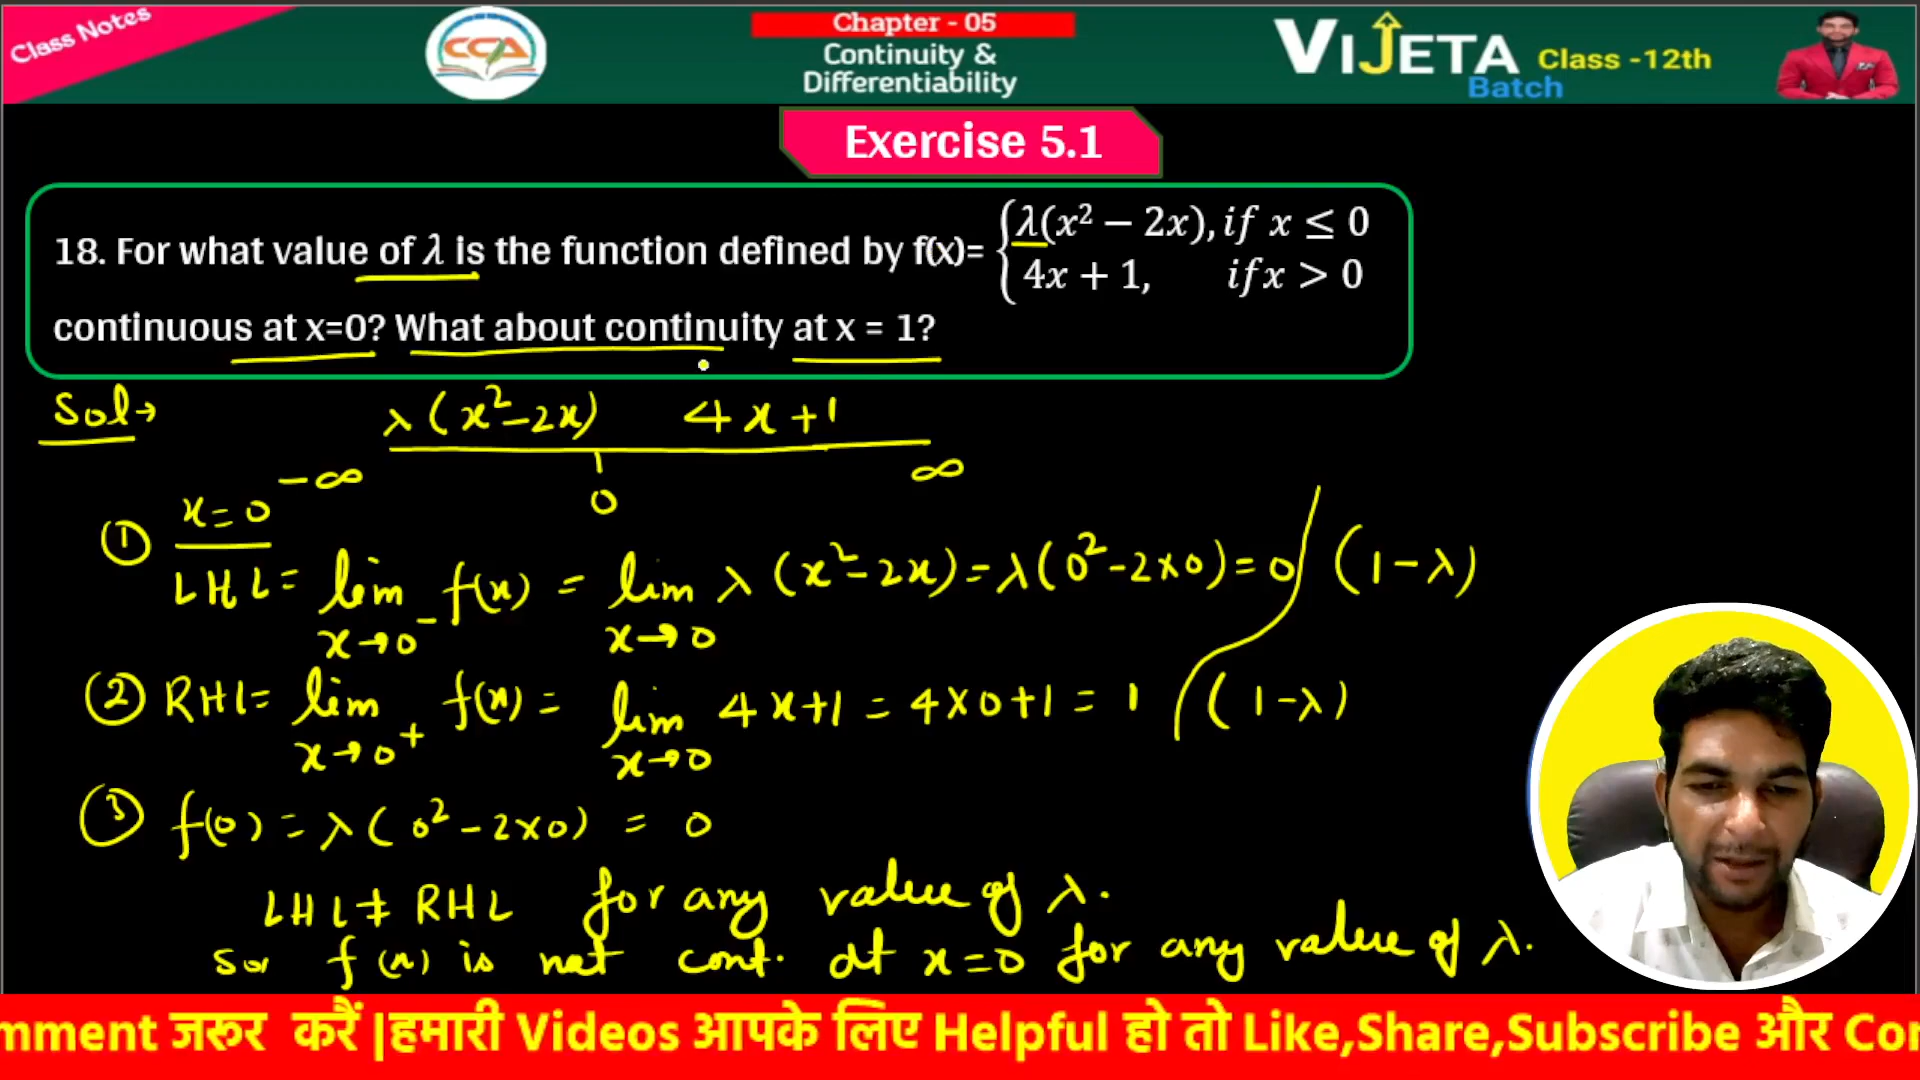 Class Notes
CCA
Chapter - 05
Continuity &
Differentiability
VIJETA Class -12th
Batch
Exercise 5.1
18. For what value of λ is the function defined by f(x)= {λ(x² − 2x), if x ≤ 0
4x + 1, ifx > 0
continuous at x=0? What about continuity at x = 1?
Sol→ λ(x²-2x) 4x+1
-∞ 0 ∞
① x=0
LHL = lim x→0⁻ f(x) = lim x→0 λ(x²-2x) = λ(0²-2×0) = 0 / (1-λ)
② RHL = lim x→0⁺ f(x) = lim x→0 4x+1 = 4×0+1 = 1 / (1-λ)
③ f(0) = λ(0²-2×0) = 0
LHL ≠ RHL for any value of λ.
So, f(x) is not cont. at x=0 for any value of λ.
mment जरूर करें |हमारी Videos आपके लिए Helpful हो तो Like,Share,Subscribe और Con